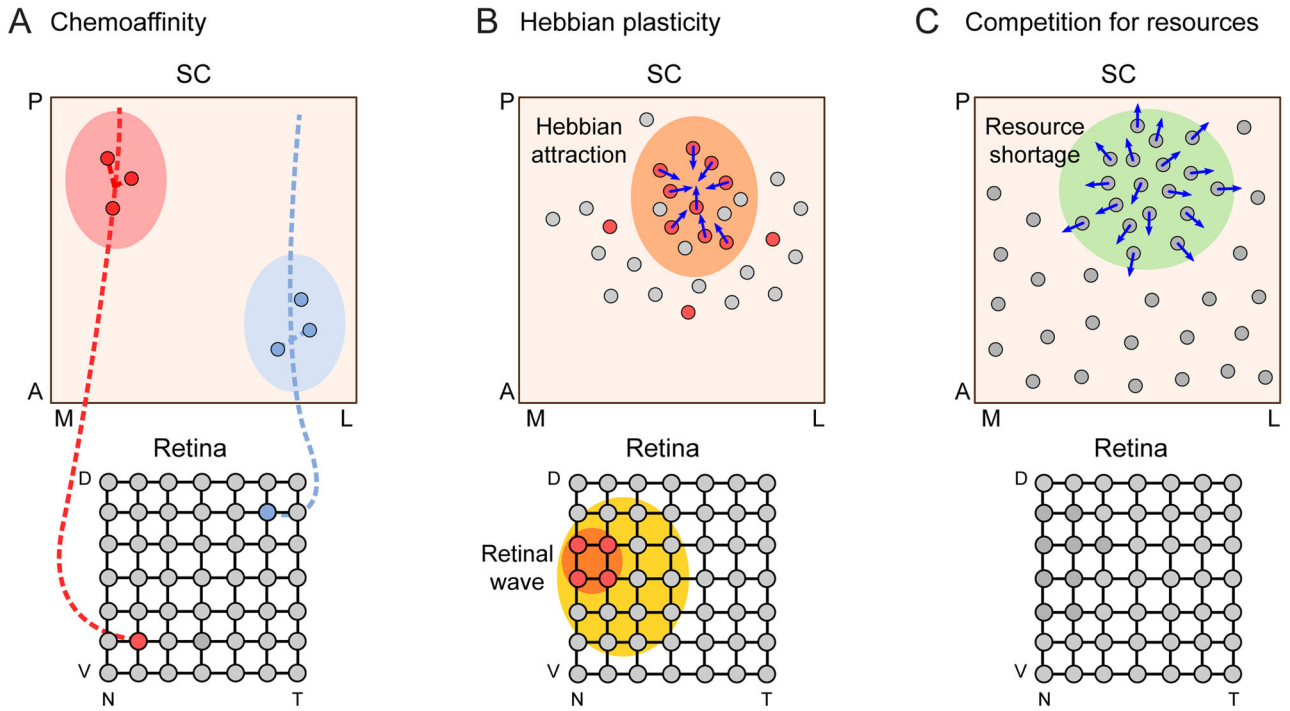 A Chemoaffinity
SC
P
A
M L
Retina
D
V
N T
B Hebbian plasticity
SC
P
Hebbian
attraction
A
M L
Retina
D
Retinal
wave
V
N T
C Competition for resources
SC
P
Resource
shortage
A
M L
Retina
D
V
N T